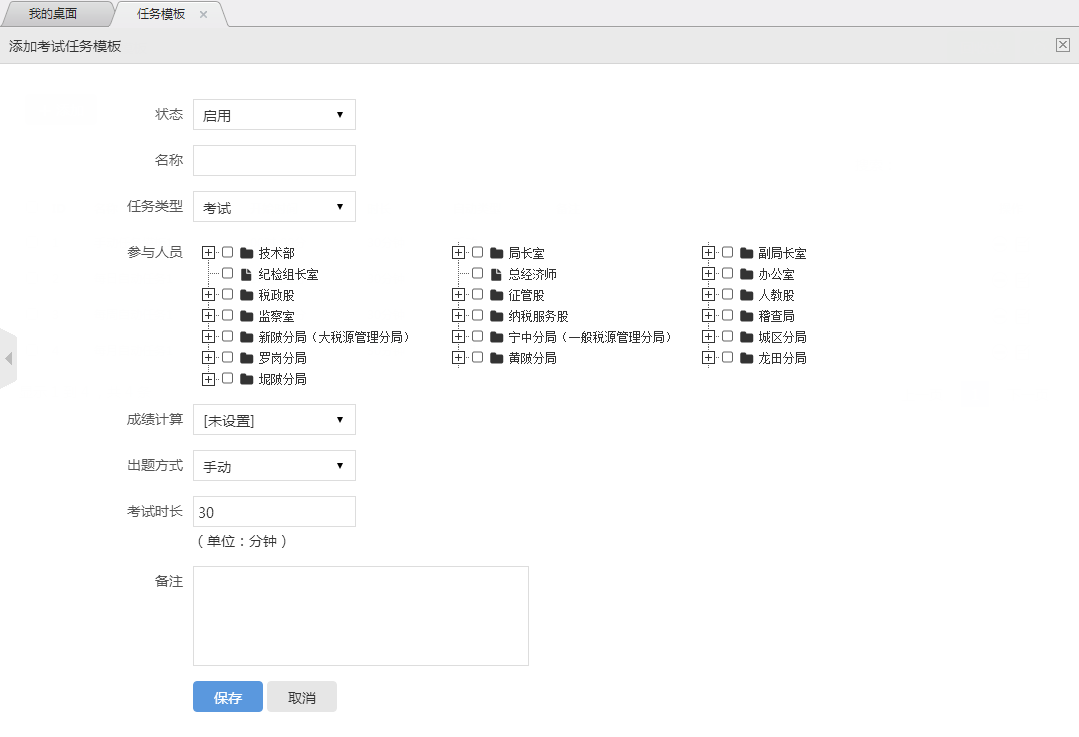 我的桌面 任务模板
添加考试任务模板
状态 启用
名称
任务类型 考试
参与人员 技术部 局长室 副局长室
纪检组长室 总经济师 办公室
税政股 征管股 人教股
监察室 纳税服务股 稽查局
新陂分局（大税源管理分局） 宁中分局（一般税源管理分局） 城区分局
罗岗分局 黄陂分局 龙田分局
坭陂分局
成绩计算 [未设置]
出题方式 手动
考试时长 30
（单位：分钟）
备注
保存 取消